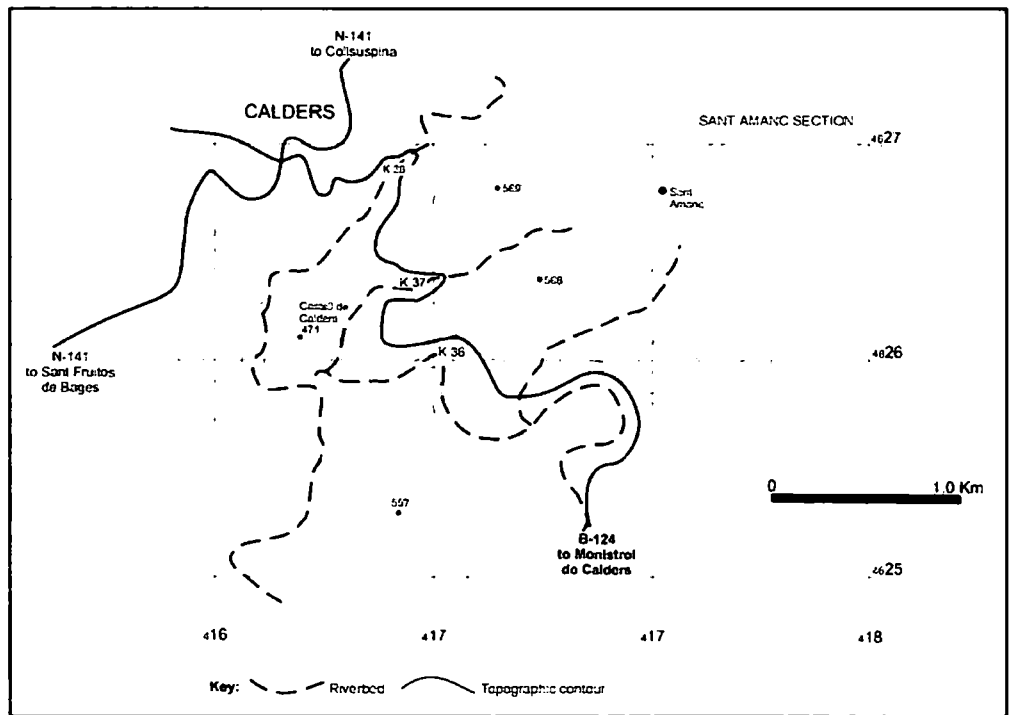 N-141
to Collsuspina
CALDERS
SANT AMANC SECTION
4627
K 28
569
Sant
Amanc
K 37
568
Castell de
Calders
471
K 36
4626
N-141
to Sant Fruitos
de Bages
557
0 1,0 Km
B-124
to Monistrol
de Calders
4625
416 417 417 418
Key: Riverbed Topographic contour